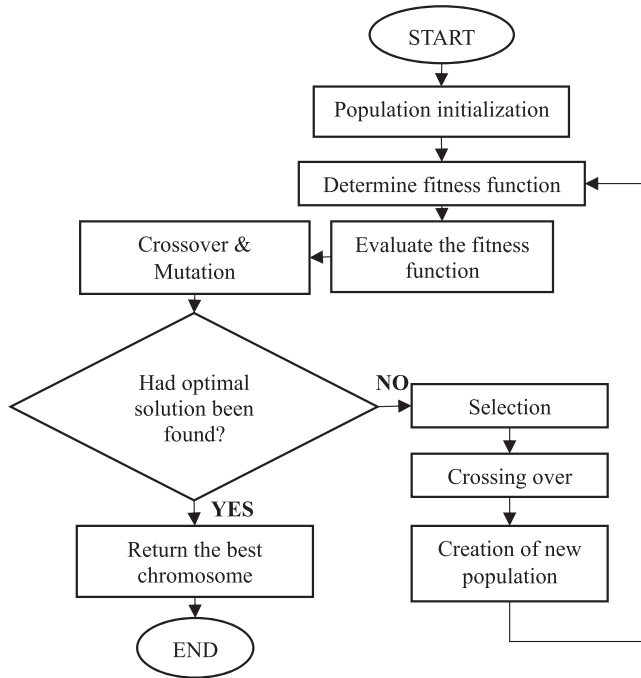 START
Population initialization
Determine fitness function
Evaluate the fitness
function
Crossover &
Mutation
Had optimal
solution been
found?
NO
Selection
Crossing over
Creation of new
population
YES
Return the best
chromosome
END